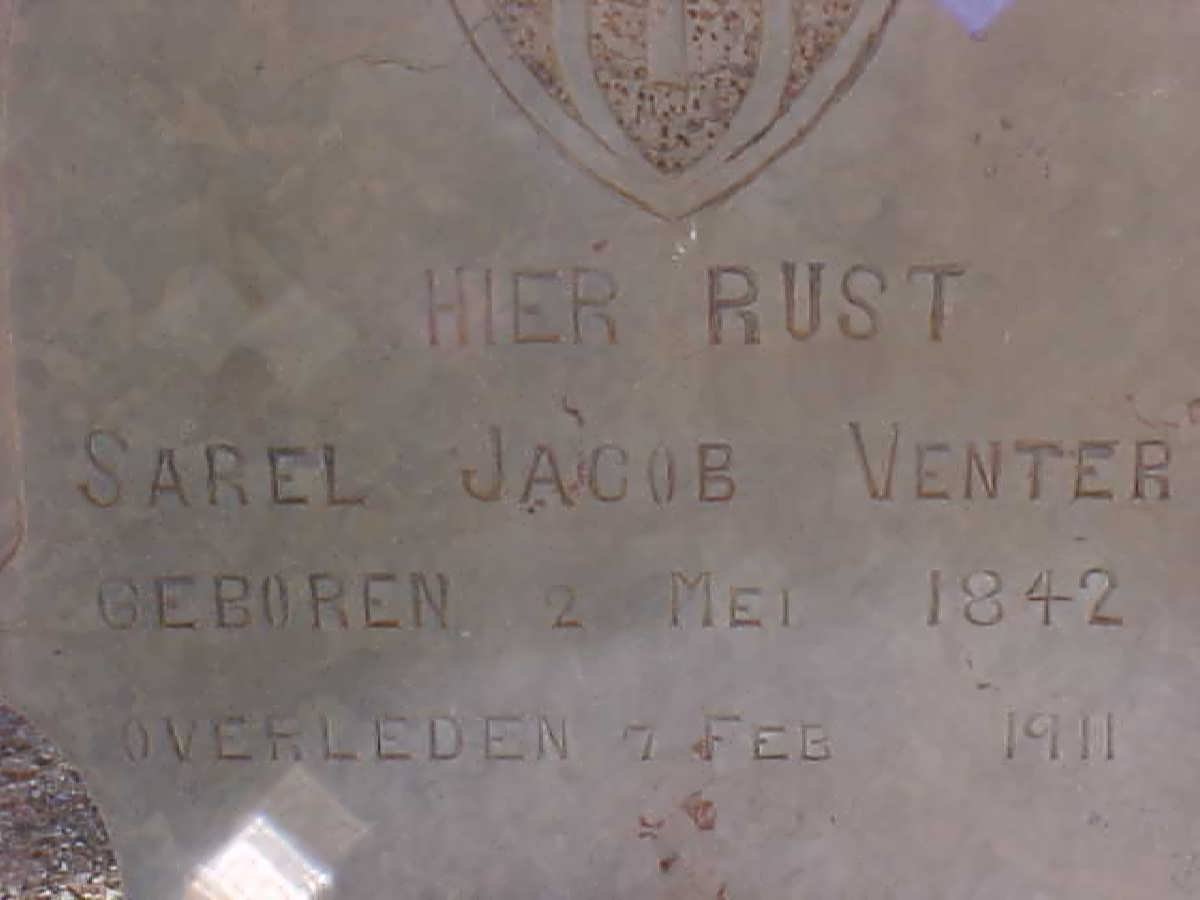 HIER RUST
SAREL JACOB VENTER
GEBOREN 2 MEI 1842
OVERLEDEN 7 FEB 1911